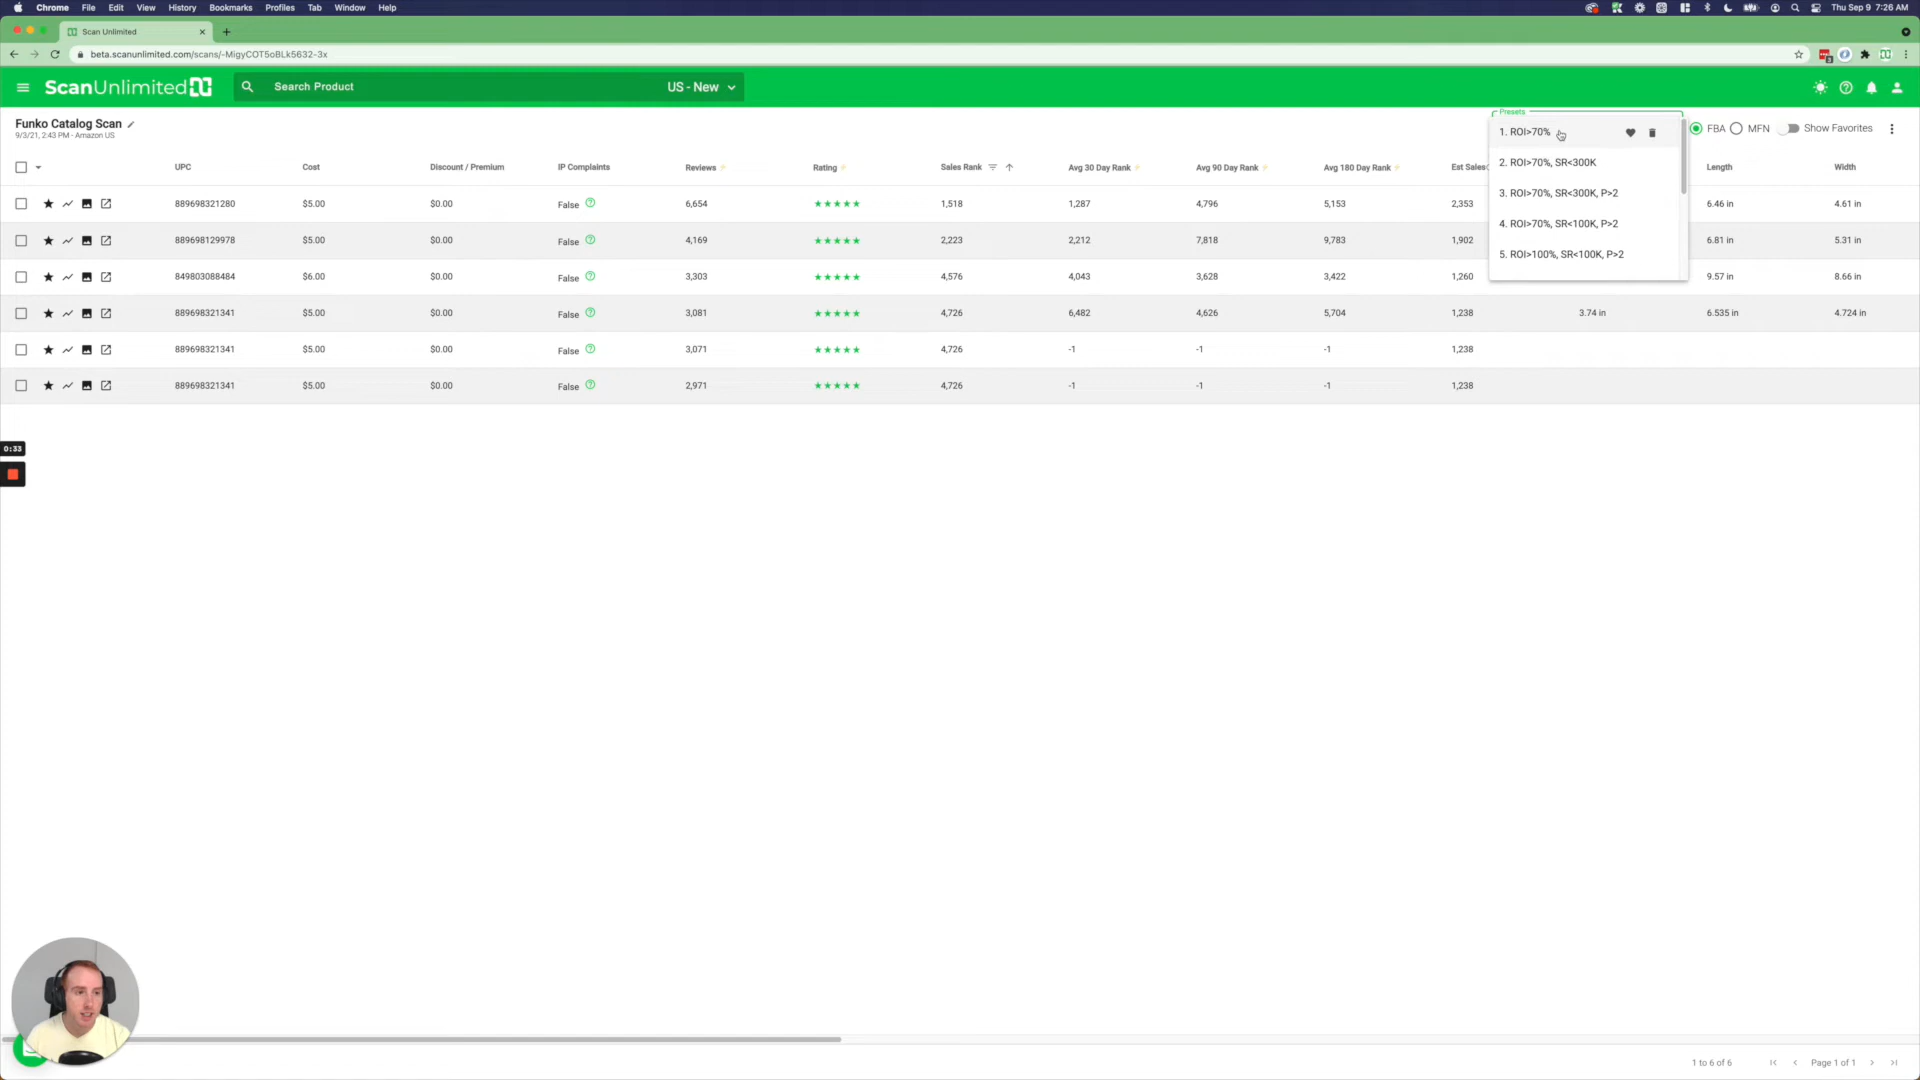 Chrome File Edit View History Bookmarks Profiles Tab Window Help Thu Sep 9 7:26 AM
Scan Unlimited
beta.scanunlimited.com/scans/-MigyCOT5oBLk5632-3x
ScanUnlimited Search Product US - New
Funko Catalog Scan
9/3/21, 2:43 PM - Amazon US
Presets
1. ROI>70%
2. ROI>70%, SR<300K
3. ROI>70%, SR<300K, P>2
4. ROI>70%, SR<100K, P>2
5. ROI>100%, SR<100K, P>2
FBA MFN Show Favorites
UPC Cost Discount / Premium IP Complaints Reviews Rating Sales Rank Avg 30 Day Rank Avg 90 Day Rank Avg 180 Day Rank Est Sales Length Width
889698321280 $5.00 $0.00 False 6,654 1,518 1,287 4,796 5,153 2,353 6.46 in 4.61 in
889698129978 $5.00 $0.00 False 4,169 2,223 2,212 7,818 9,783 1,902 6.81 in 5.31 in
849803088484 $6.00 $0.00 False 3,303 4,576 4,043 3,628 3,422 1,260 9.57 in 8.66 in
889698321341 $5.00 $0.00 False 3,081 4,726 6,482 4,626 5,704 1,238 3.74 in 6.535 in 4.724 in
889698321341 $5.00 $0.00 False 3,071 4,726 -1 -1 -1 1,238
889698321341 $5.00 $0.00 False 2,971 4,726 -1 -1 -1 1,238
0:33
1 to 6 of 6 Page 1 of 1